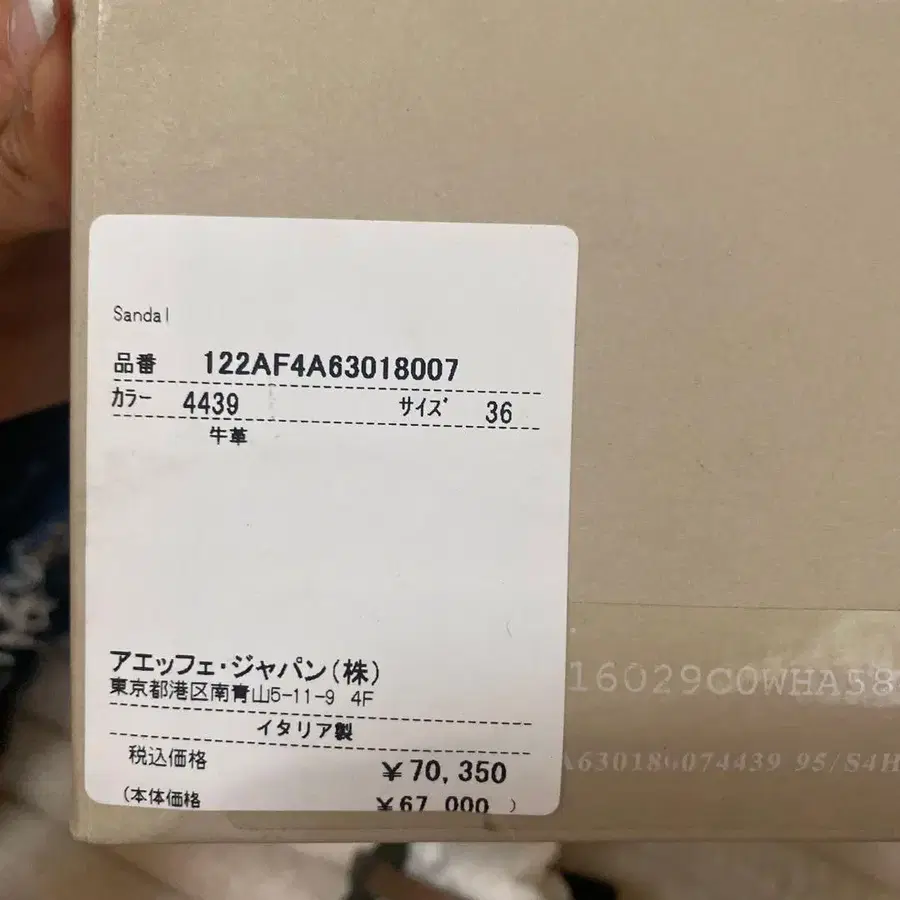 Sandal
品番 122AF4A63018007
カラー 4439 サイズ 36
牛革
アエッフェ・ジャパン(株)
東京都港区南青山5-11-9 4F
イタリア製
税込価格 ¥70,350
(本体価格 ¥67,000 )
16029COWHA58
074439 95/S4H